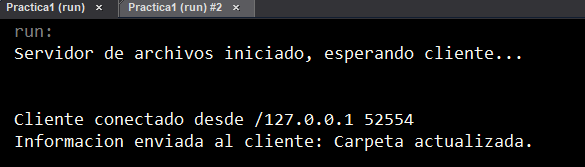 Practica1 (run) × Practica1 (run) #2 ×
run:
Servidor de archivos iniciado, esperando cliente...
Cliente conectado desde /127.0.0.1 52554
Informacion enviada al cliente: Carpeta actualizada.